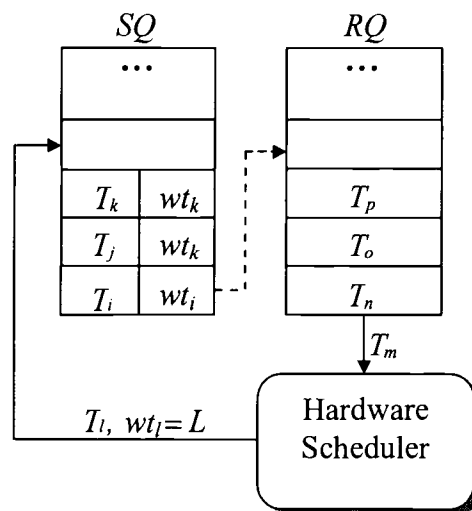 SQ RQ
... ...
T_k wt_k T_p
T_j wt_k T_o
T_i wt_i T_n
T_m
T_l, wt_l = L
Hardware
Scheduler